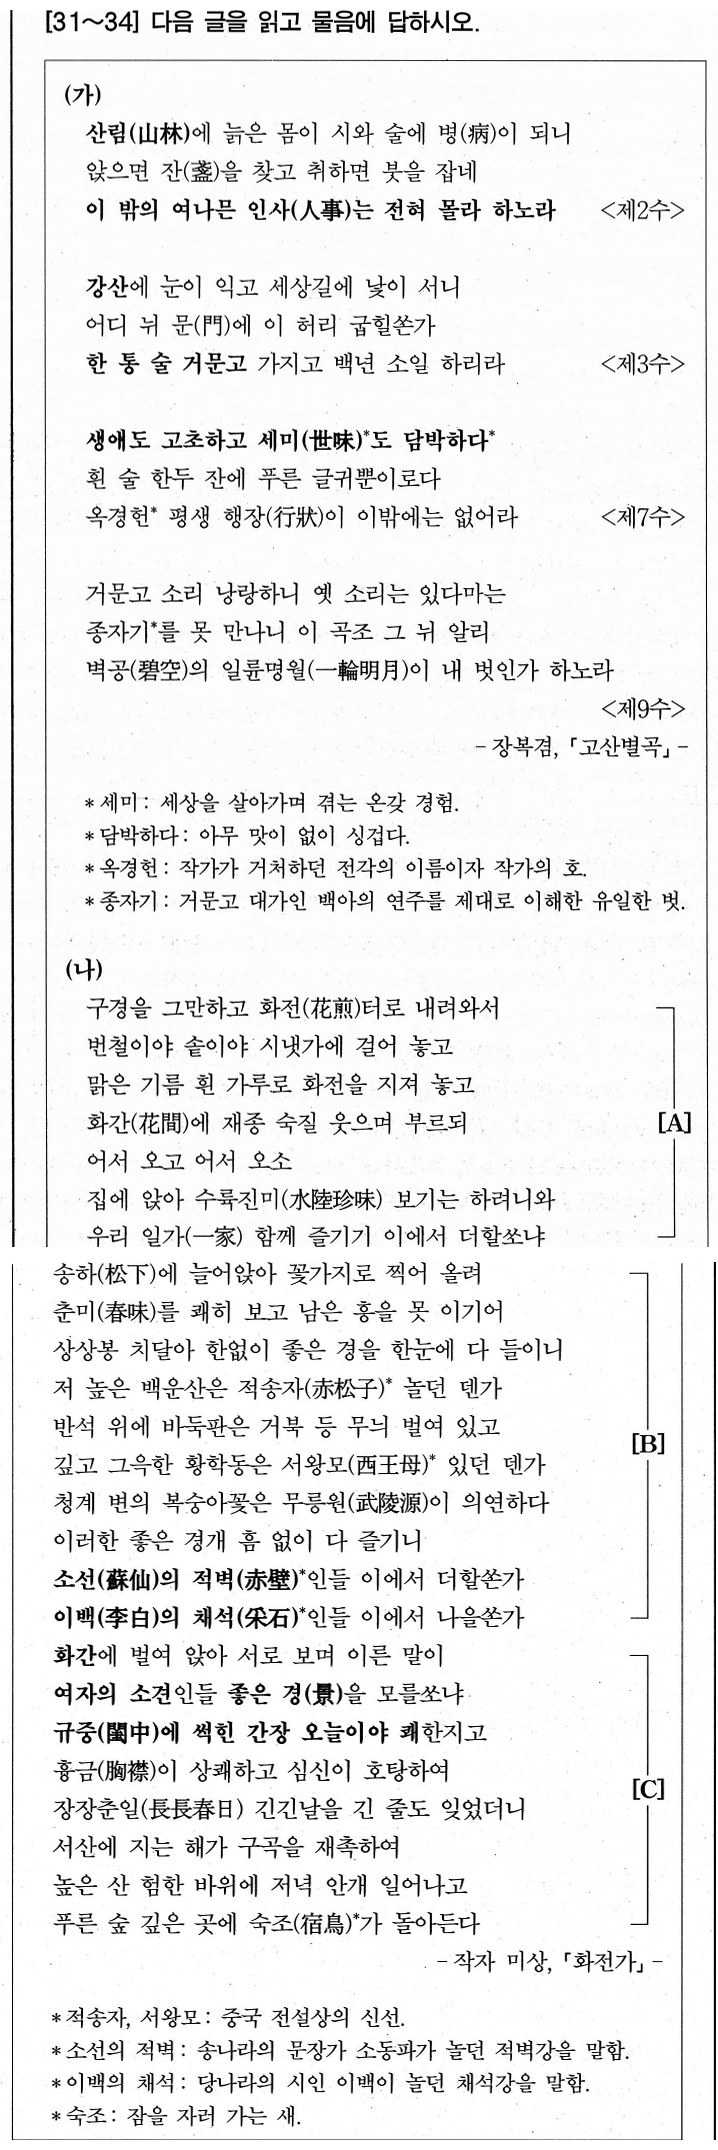 [31~34] 다음 글을 읽고 물음에 답하시오.
(가)
산림(山林)에 늙은 몸이 시와 술에 병(病)이 되니
앉으면 잔(盞)을 찾고 취하면 붓을 잡네
이 밖의 여나믄 인사(人事)는 전혀 몰라 하노라 <제2수>
강산에 눈이 익고 세상길에 낯이 서니
어디 뉘 문(門)에 이 허리 굽힐쏜가
한 통 술 거문고 가지고 백년 소일 하리라 <제3수>
생애도 고초하고 세미(世味)*도 담박하다*
흰 술 한두 잔에 푸른 글귀뿐이로다
옥경헌* 평생 행장(行狀)이 이밖에는 없어라 <제7수>
거문고 소리 낭랑하니 옛 소리는 있다마는
종자기*를 못 만나니 이 곡조 그 뉘 알리
벽공(碧空)의 일륜명월(一輪明月)이 내 벗인가 하노라
<제9수>
- 장복겸, 「고산별곡」 -
* 세미 : 세상을 살아가며 겪는 온갖 경험.
* 담박하다 : 아무 맛이 없이 싱겁다.
* 옥경헌 : 작가가 거처하던 전각의 이름이자 작가의 호.
* 종자기 : 거문고 대가인 백아의 연주를 제대로 이해한 유일한 벗.
(나)
구경을 그만하고 화전(花煎)터로 내려와서
번철이야 솥이야 시냇가에 걸어 놓고
맑은 기름 흰 가루로 화전을 지져 놓고
화간(花間)에 재종 숙질 웃으며 부르되 [A]
어서 오고 어서 오소
집에 앉아 수륙진미(水陸珍味) 보기는 하려니와
우리 일가(一家) 함께 즐기기 이에서 더할쏘냐
송하(松下)에 늘어앉아 꽃가지로 찍어 올려
춘미(春味)를 쾌히 보고 남은 흥을 못 이기어
상상봉 치달아 한없이 좋은 경을 한눈에 다 들이니
저 높은 백운산은 적송자(赤松子)* 놀던 덴가
반석 위에 바둑판은 거북 등 무늬 벌여 있고
깊고 그윽한 황학동은 서왕모(西王母)* 있던 덴가 [B]
청계 변의 복숭아꽃은 무릉원(武陵源)이 의연하다
이러한 좋은 경개 흠 없이 다 즐기니
소선(蘇仙)의 적벽(赤壁)*인들 이에서 더할쏜가
이백(李白)의 채석(采石)*인들 이에서 나을쏜가
화간에 벌여 앉아 서로 보며 이른 말이
여자의 소견인들 좋은 경(景)을 모를쏘냐
규중(閨中)에 썩힌 간장 오늘이야 쾌한지고
흉금(胸襟)이 상쾌하고 심신이 호탕하여
장장춘일(長長春日) 긴긴날을 긴 줄도 잊었더니 [C]
서산에 지는 해가 구곡을 재촉하여
높은 산 험한 바위에 저녁 안개 일어나고
푸른 숲 깊은 곳에 숙조(宿鳥)*가 돌아든다
- 작자 미상, 「화전가」 -
* 적송자, 서왕모 : 중국 전설상의 신선.
* 소선의 적벽 : 송나라의 문장가 소동파가 놀던 적벽강을 말함.
* 이백의 채석 : 당나라의 시인 이백이 놀던 채석강을 말함.
* 숙조 : 잠을 자러 가는 새.